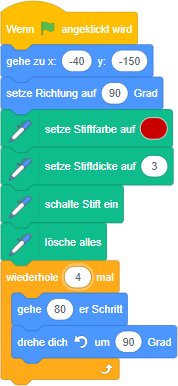 Wenn angeklickt wird
gehe zu x: -40 y: -150
setze Richtung auf 90 Grad
setze Stiftfarbe auf
setze Stiftdicke auf 3
schalte Stift ein
lösche alles
wiederhole 4 mal
gehe 80 er Schritt
drehe dich um 90 Grad